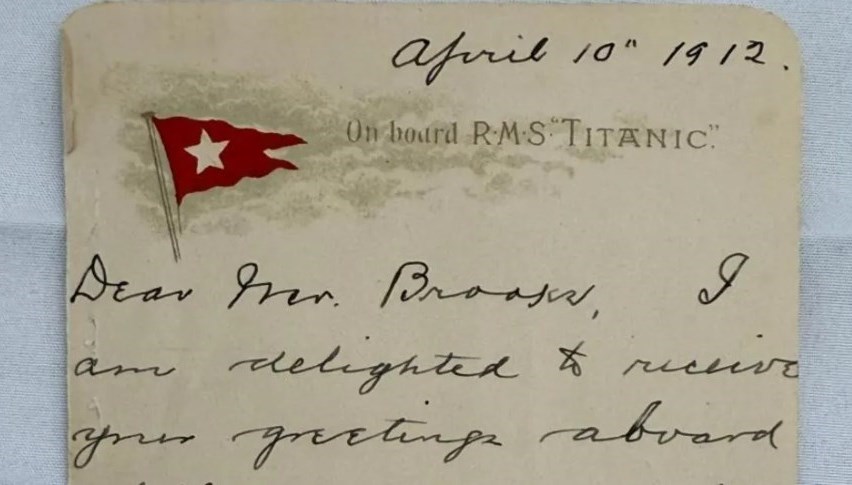 April 10" 1912.
On board R·M·S·"TITANIC".
Dear Mr. Brooks, I
am delighted to receive
your greetings aboard